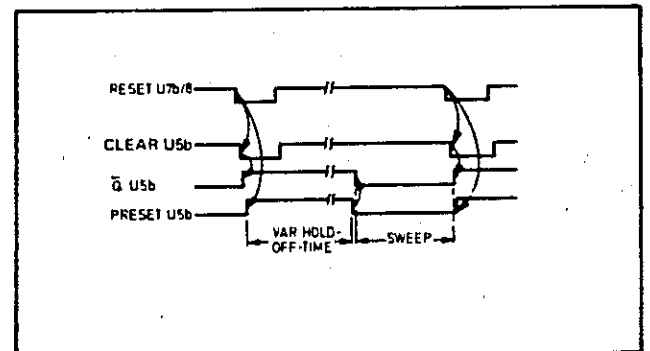 RESET U7b/8
CLEAR U5b
Q̅ U5b
PRESET U5b
VAR HOLD-
OFF-TIME
SWEEP